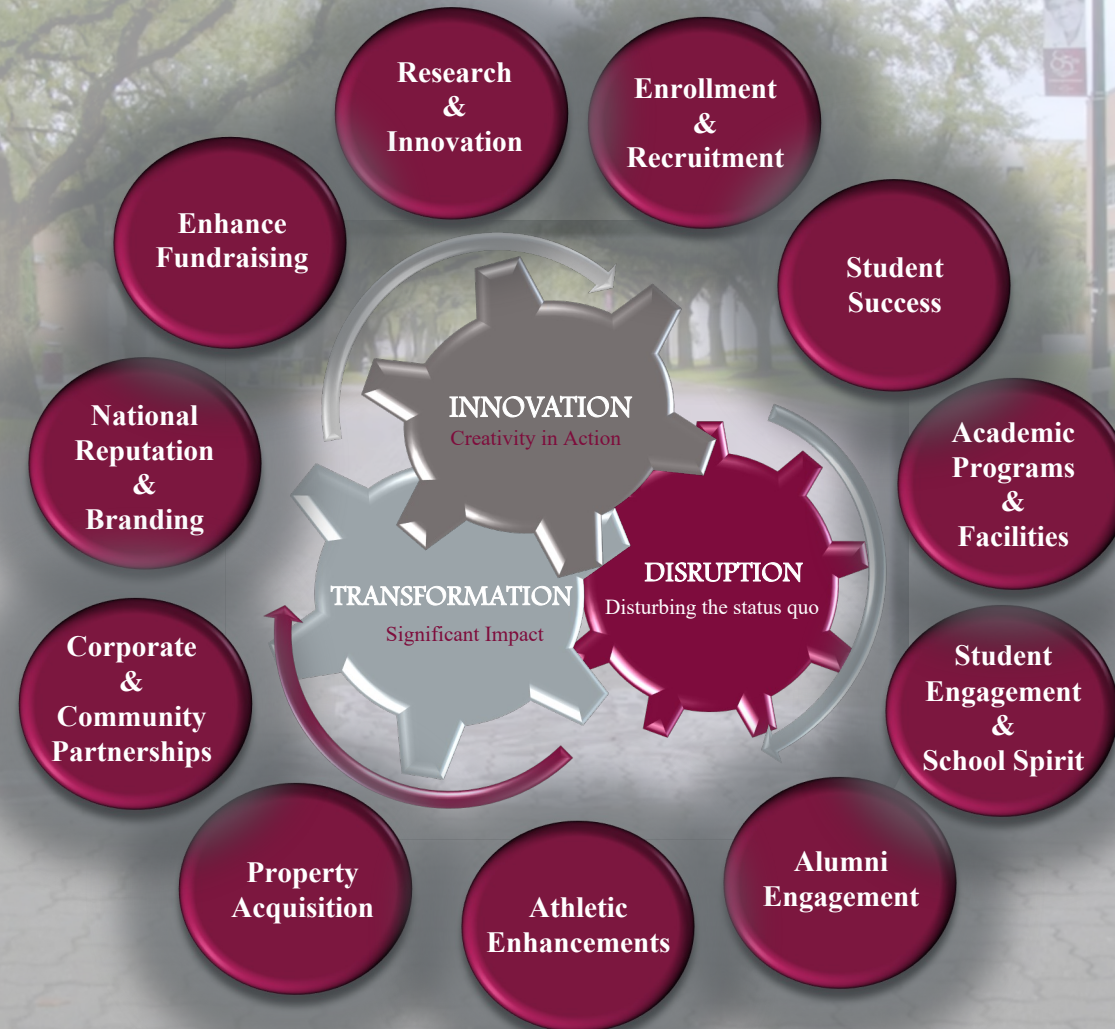 Research
&
Innovation
Enrollment
&
Recruitment
Enhance
Fundraising
Student
Success
INNOVATION
Creativity in Action
National
Reputation
&
Branding
Academic
Programs
&
Facilities
TRANSFORMATION
Significant Impact
DISRUPTION
Disturbing the status quo
Corporate
&
Community
Partnerships
Student
Engagement
&
School Spirit
Property
Acquisition
Athletic
Enhancements
Alumni
Engagement